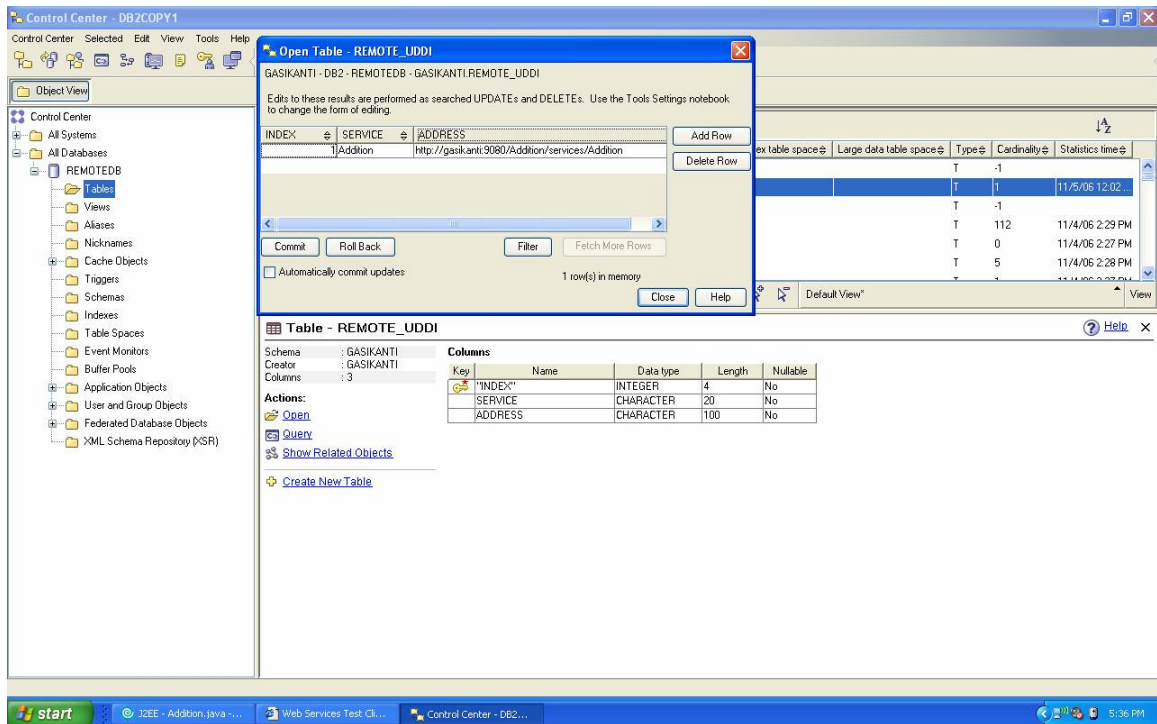 Control Center - DB2COPY1
Control Center Selected Edit View Tools Help
Object View
Control Center
All Systems
All Databases
REMOTEDB
Tables
Views
Aliases
Nicknames
Cache Objects
Triggers
Schemas
Indexes
Table Spaces
Event Monitors
Buffer Pools
Application Objects
User and Group Objects
Federated Database Objects
XML Schema Repository (XSR)
Open Table - REMOTE_UDDI
GASIKANTI - DB2 - REMOTEDB - GASIKANTI.REMOTE_UDDI
Edits to these results are performed as searched UPDATEs and DELETEs. Use the Tools Settings notebook
to change the form of editing.
INDEX SERVICE ADDRESS
1 Addition http://gasikanti:9080/Addition/services/Addition
Add Row
Delete Row
Commit Roll Back Filter Fetch More Rows
Automatically commit updates 1 row(s) in memory
Close Help
ex table space Large data table space Type Cardinality Statistics time
T -1
T 1 11/5/06 12:02 ...
T -1
T 112 11/4/06 2:29 PM
T 0 11/4/06 2:27 PM
T 5 11/4/06 2:28 PM
Default View* View
Table - REMOTE_UDDI Help
Schema : GASIKANTI
Creator : GASIKANTI
Columns : 3
Actions:
Open
Query
Show Related Objects
Create New Table
Columns
Key Name Data type Length Nullable
"INDEX" INTEGER 4 No
SERVICE CHARACTER 20 No
ADDRESS CHARACTER 100 No
start J2EE - Addition.java -... Web Services Test Cli... Control Center - DB2... 5:36 PM